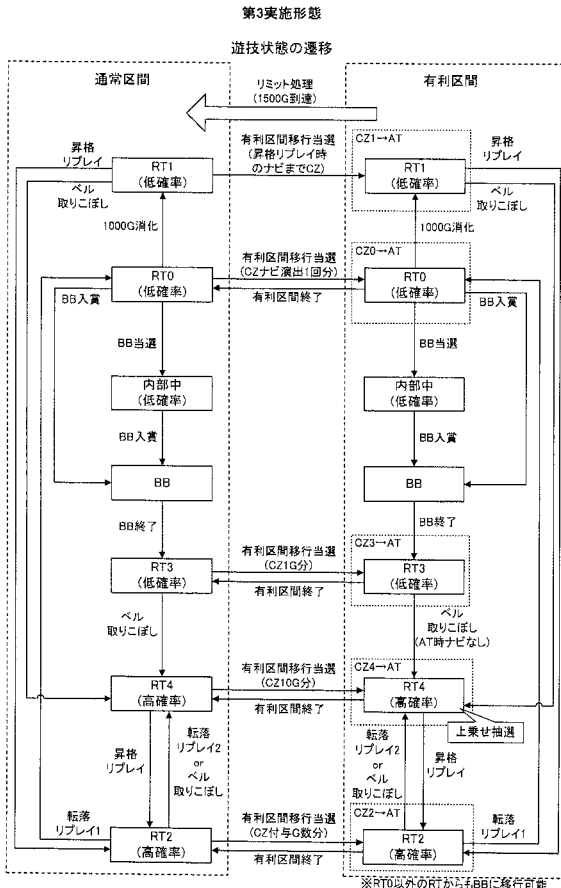 第3実施形態
遊技状態の遷移
通常区間
リミット処理
(1500G到達)
有利区間
昇格
リプレイ
RT1
(低確率)
ベル
取りこぼし
1000G消化
有利区間移行当選
(昇格リプレイ時
のナビまでCZ)
CZ1→AT
RT1
(低確率)
昇格
リプレイ
ベル
取りこぼし
1000G消化
RT0
(低確率)
BB入賞
有利区間移行当選
(CZナビ演出1回分)
有利区間終了
CZ0→AT
RT0
(低確率)
BB入賞
BB当選
BB当選
内部中
(低確率)
内部中
(低確率)
BB入賞
BB入賞
BB
BB
BB終了
BB終了
RT3
(低確率)
有利区間移行当選
(CZ1G分)
有利区間終了
CZ3→AT
RT3
(低確率)
ベル
取りこぼし
ベル
取りこぼし
(AT時ナビなし)
RT4
(高確率)
有利区間移行当選
(CZ10G分)
有利区間終了
CZ4→AT
RT4
(高確率)
上乗せ抽選
昇格
リプレイ
転落
リプレイ2
or
ベル
取りこぼし
転落
リプレイ2
or
ベル
取りこぼし
昇格
リプレイ
転落
リプレイ1
RT2
(高確率)
有利区間移行当選
(CZ付与G数分)
有利区間終了
CZ2→AT
RT2
(高確率)
転落
リプレイ1
※RT0以外のRTからもBBに移行可能